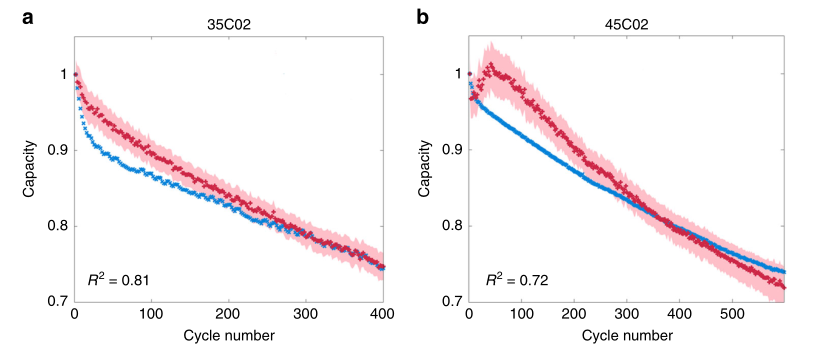 a
35C02
1
0.9
0.8
0.7
Capacity
R² = 0.81
0
100
200
300
400
Cycle number
b
45C02
1
0.9
0.8
0.7
Capacity
R² = 0.72
0
100
200
300
400
500
Cycle number